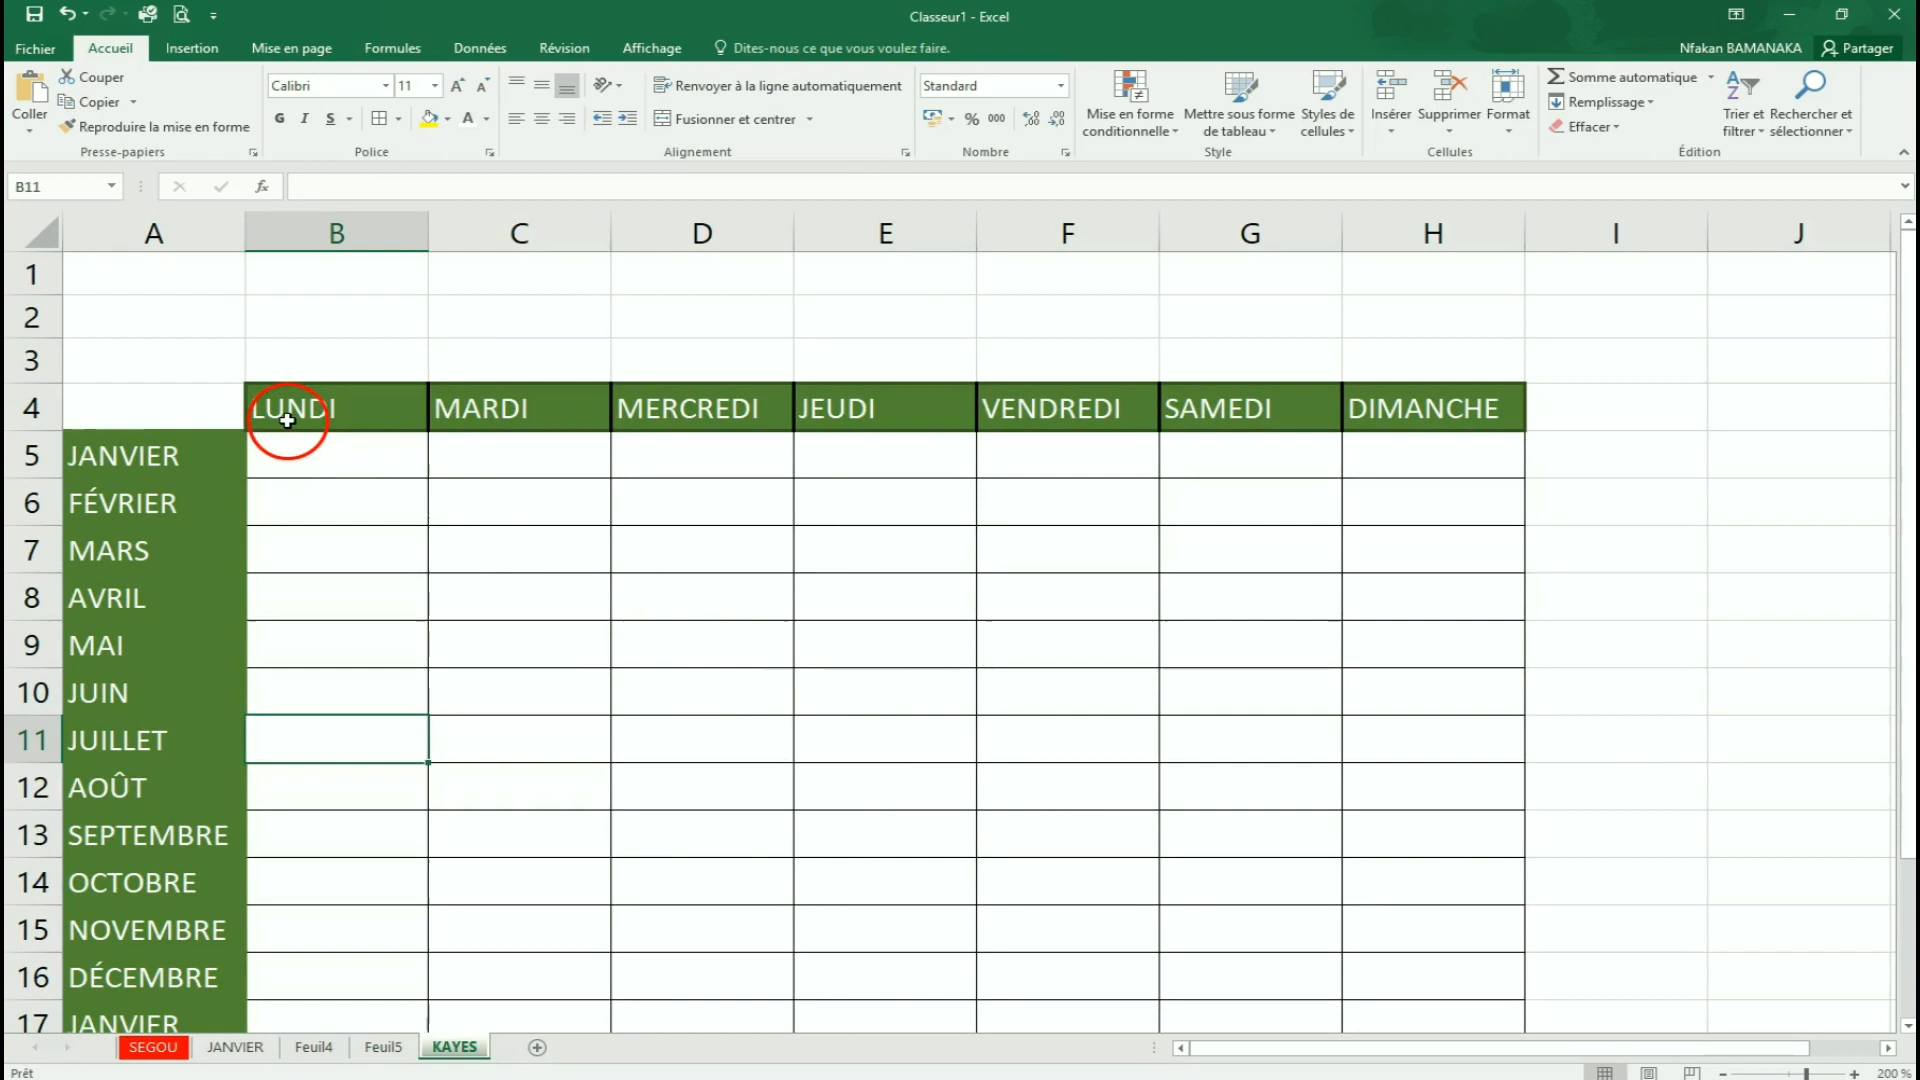 Classeur1 - Excel
Fichier Accueil Insertion Mise en page Formules Données Révision Affichage Dites-nous ce que vous voulez faire. Nfakan BAMANAKA Partager
Coller
Couper
Copier
Reproduire la mise en forme
Presse-papiers
Calibri 11
G I S
Police
Renvoyer à la ligne automatiquement
Fusionner et centrer
Alignement
Standard
% 000
Nombre
Mise en forme conditionnelle
Mettre sous forme de tableau
Styles de cellules
Style
Insérer Supprimer Format
Cellules
Somme automatique
Remplissage
Effacer
Trier et filtrer
Rechercher et sélectionner
Édition
B11 fx
A B C D E F G H I J
1
2
3
4 LUNDI MARDI MERCREDI JEUDI VENDREDI SAMEDI DIMANCHE
5 JANVIER
6 FÉVRIER
7 MARS
8 AVRIL
9 MAI
10 JUIN
11 JUILLET
12 AOÛT
13 SEPTEMBRE
14 OCTOBRE
15 NOVEMBRE
16 DÉCEMBRE
17 JANVIER
SEGOU JANVIER Feuil4 Feuil5 KAYES
Prêt 200 %